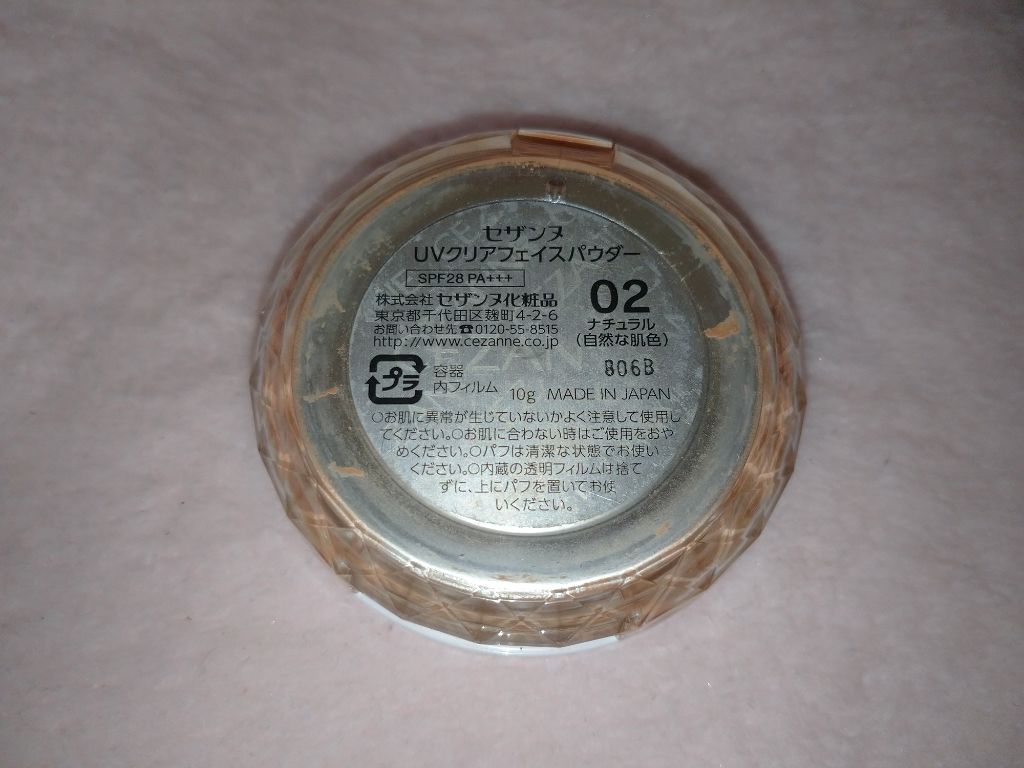 セザンヌ
UVクリアフェイスパウダー
SPF28 PA+++
株式会社 セザンヌ化粧品
東京都千代田区麹町4-2-6
お問い合わせ先☎0120-55-8515
http://www.cezanne.co.jp
02
ナチュラル
(自然な肌色)
806B
プラ
容器
内フィルム
10g MADE IN JAPAN
○お肌に異常が生じていないかよく注意して使用し
てください。○お肌に合わない時はご使用をおや
めください。○パフは清潔な状態でお使い
ください。○内蔵の透明フィルムは捨て
ずに、上にパフを置いてお使
いください。